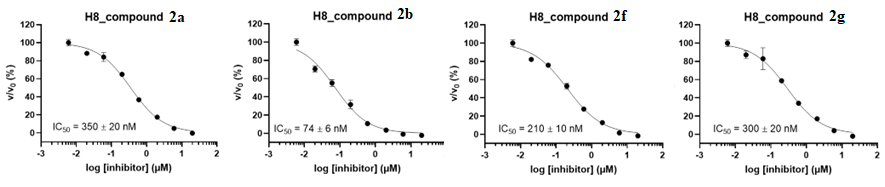 H8_compound 2a
120
100
80
60
40
20
0
v/v₀ (%)
IC₅₀ = 350 ± 20 nM
-3 -2 -1 0 1 2
log [inhibitor] (µM)
H8_compound 2b
120
100
80
60
40
20
0
v/v₀ (%)
IC₅₀ = 74 ± 6 nM
-3 -2 -1 0 1 2
log [inhibitor] (µM)
H8_compound 2f
120
100
80
60
40
20
0
v/v₀ (%)
IC₅₀ = 210 ± 10 nM
-3 -2 -1 0 1 2
log [inhibitor] (µM)
H8_compound 2g
120
100
80
60
40
20
0
v/v₀ (%)
IC₅₀ = 300 ± 20 nM
-3 -2 -1 0 1 2
log [inhibitor] (µM)